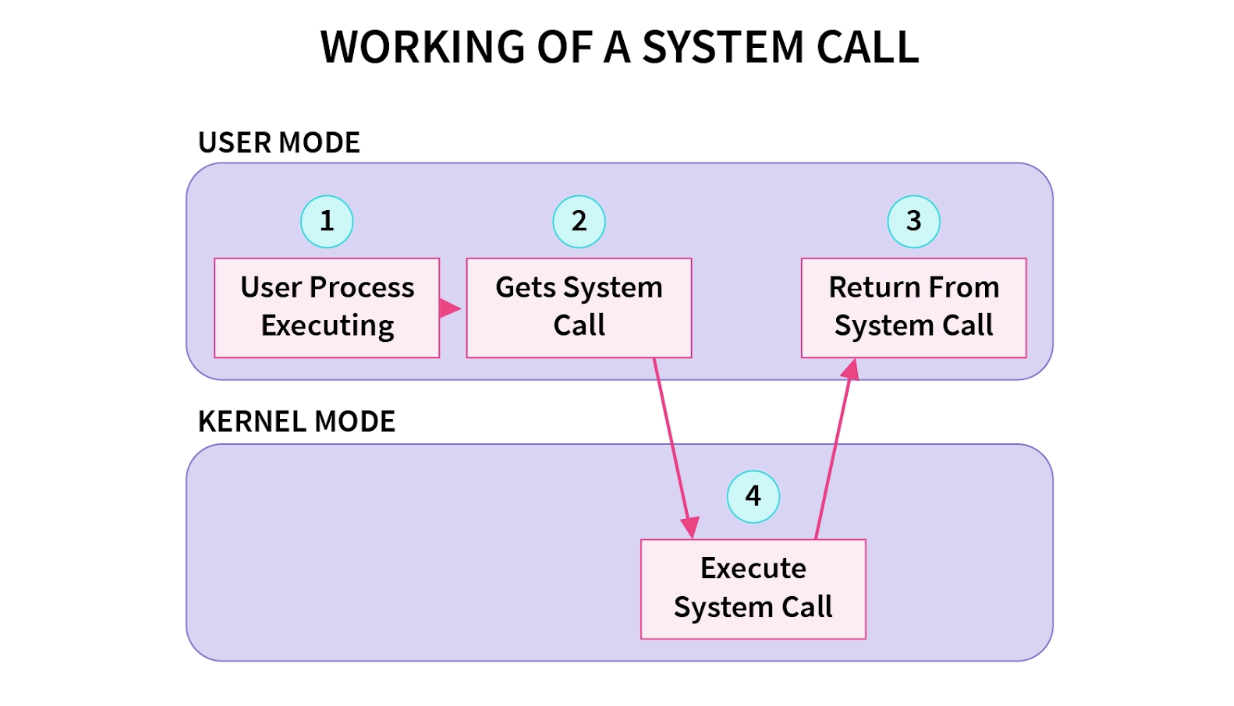 WORKING OF A SYSTEM CALL
USER MODE
1
User Process
Executing
2
Gets System
Call
3
Return From
System Call
KERNEL MODE
4
Execute
System Call